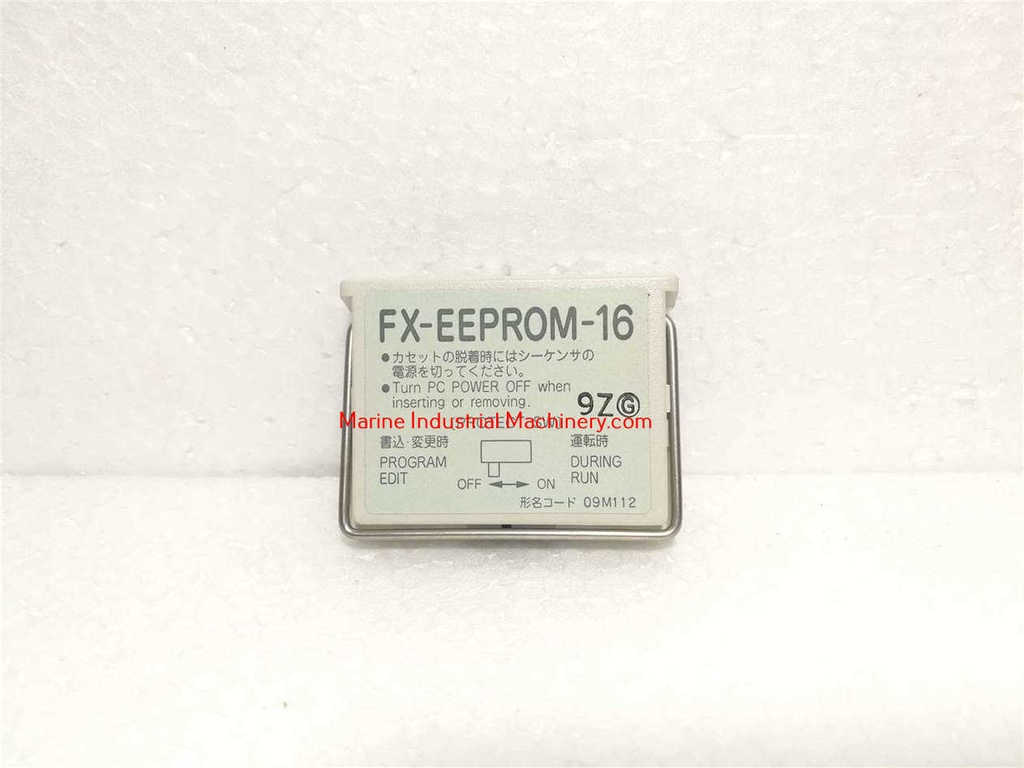 FX-EEPROM-16
●カセットの脱着時にはシーケンサの
電源を切ってください。
●Turn PC POWER OFF when
inserting or removing.
9ZⒼ
Marine Industrial Machinery.com
書込・変更時
運転時
PROGRAM
EDIT
DURING
RUN
OFF ↔ ON
形名コード 09M112